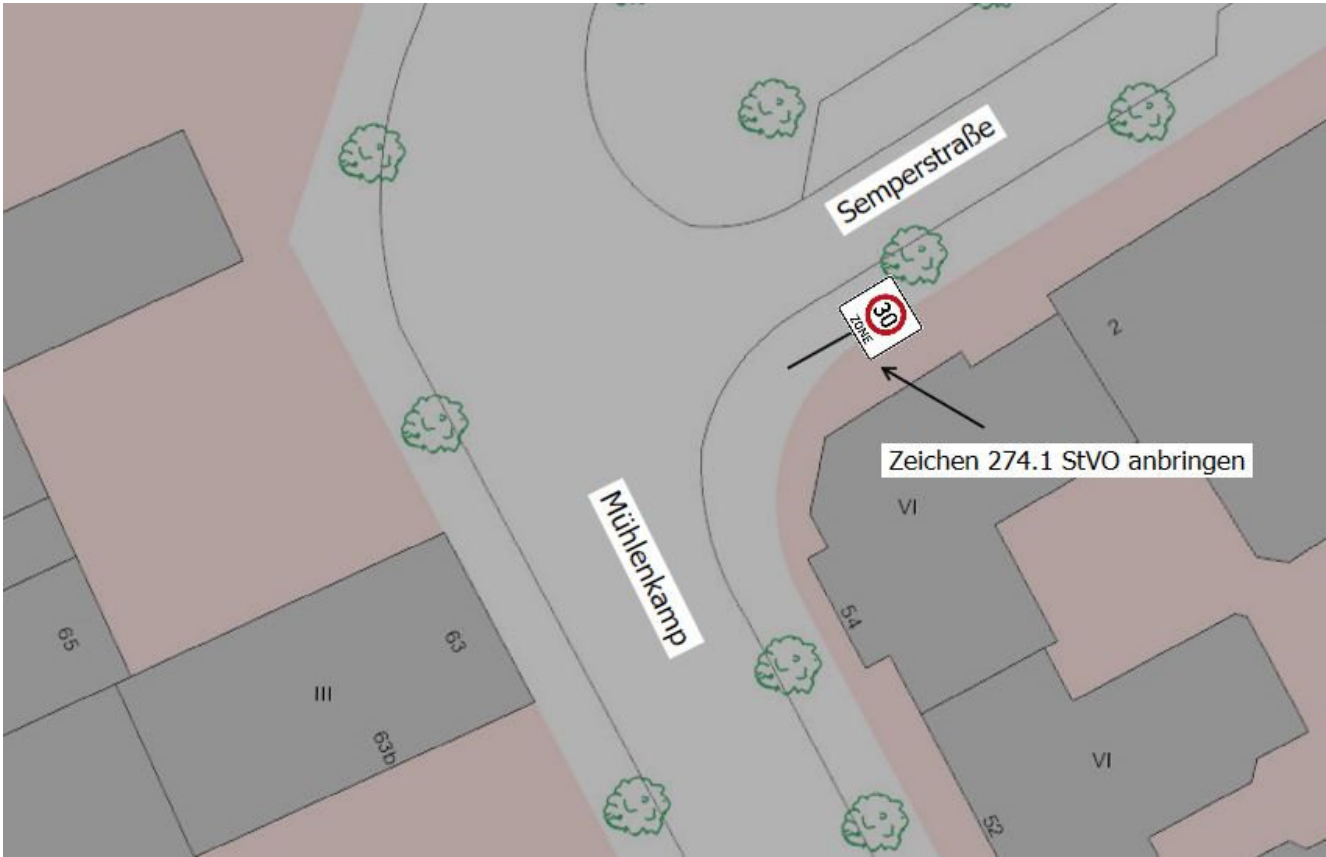 Semperstraße
30
ZONE
2
Zeichen 274.1 StVO anbringen
VI
Mühlenkamp
54
65
63
III
63b
VI
52